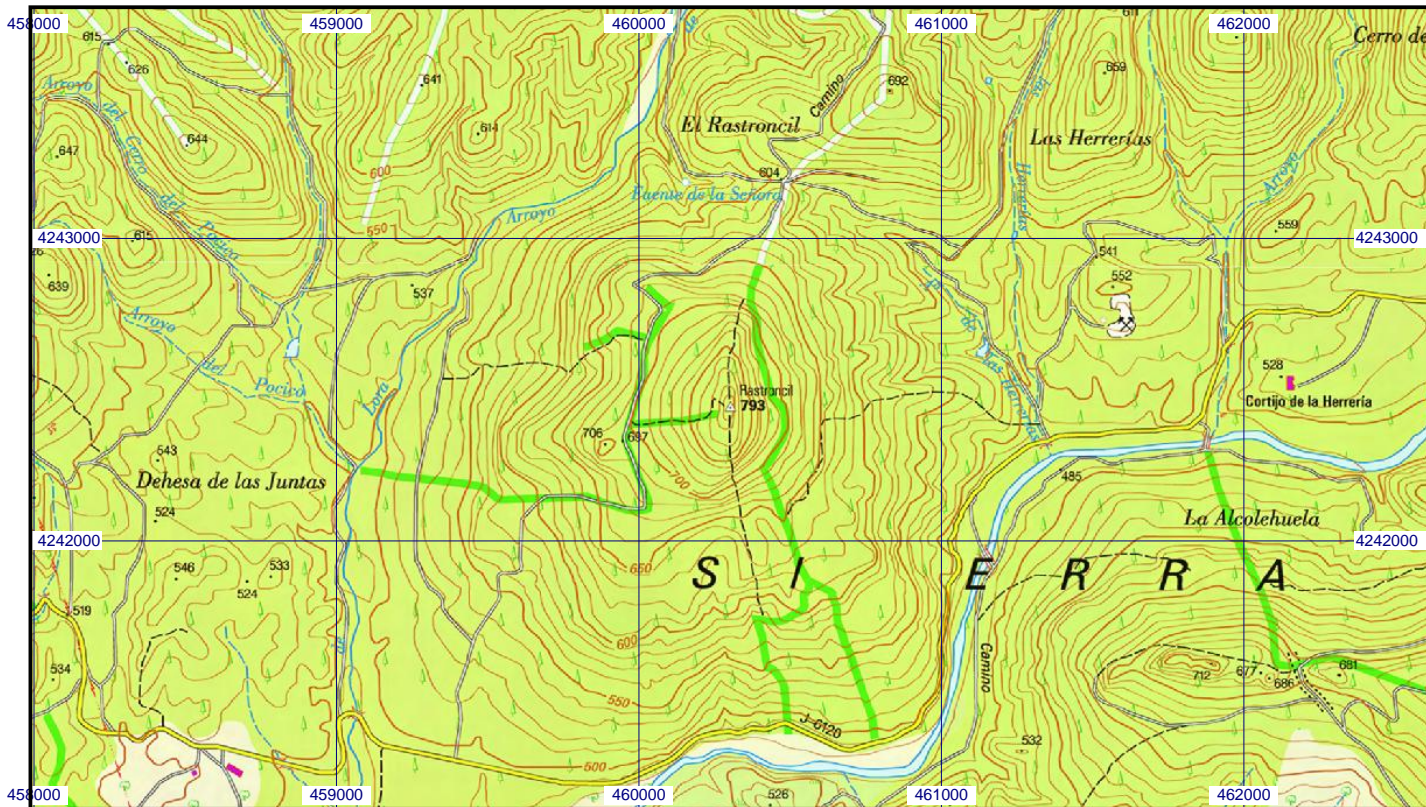 458000
459000
460000
461000
462000
615
626
641
692
611
659
Cerro de
Arroyo
del
Cerro
del
Pocico
de
Camino
El Rastroncil
Las Herrerías
644
614
647
600
604
Fuente de la Señora
Arroyo
550
615
Arroyo
559
Herrerías
4243000
4243000
639
537
541
552
Arroyo
del
Pocico
Lora
las Herrerías
528
Cortijo de la Herrería
Rastroncil
793
706
697
543
Dehesa de las Juntas
700
485
524
La Alcolehuela
4242000
4242000
546
533
524
650
SIERRA
519
600
534
550
Camino
712
677
686
681
J-6120
500
532
526
458000
459000
460000
461000
462000